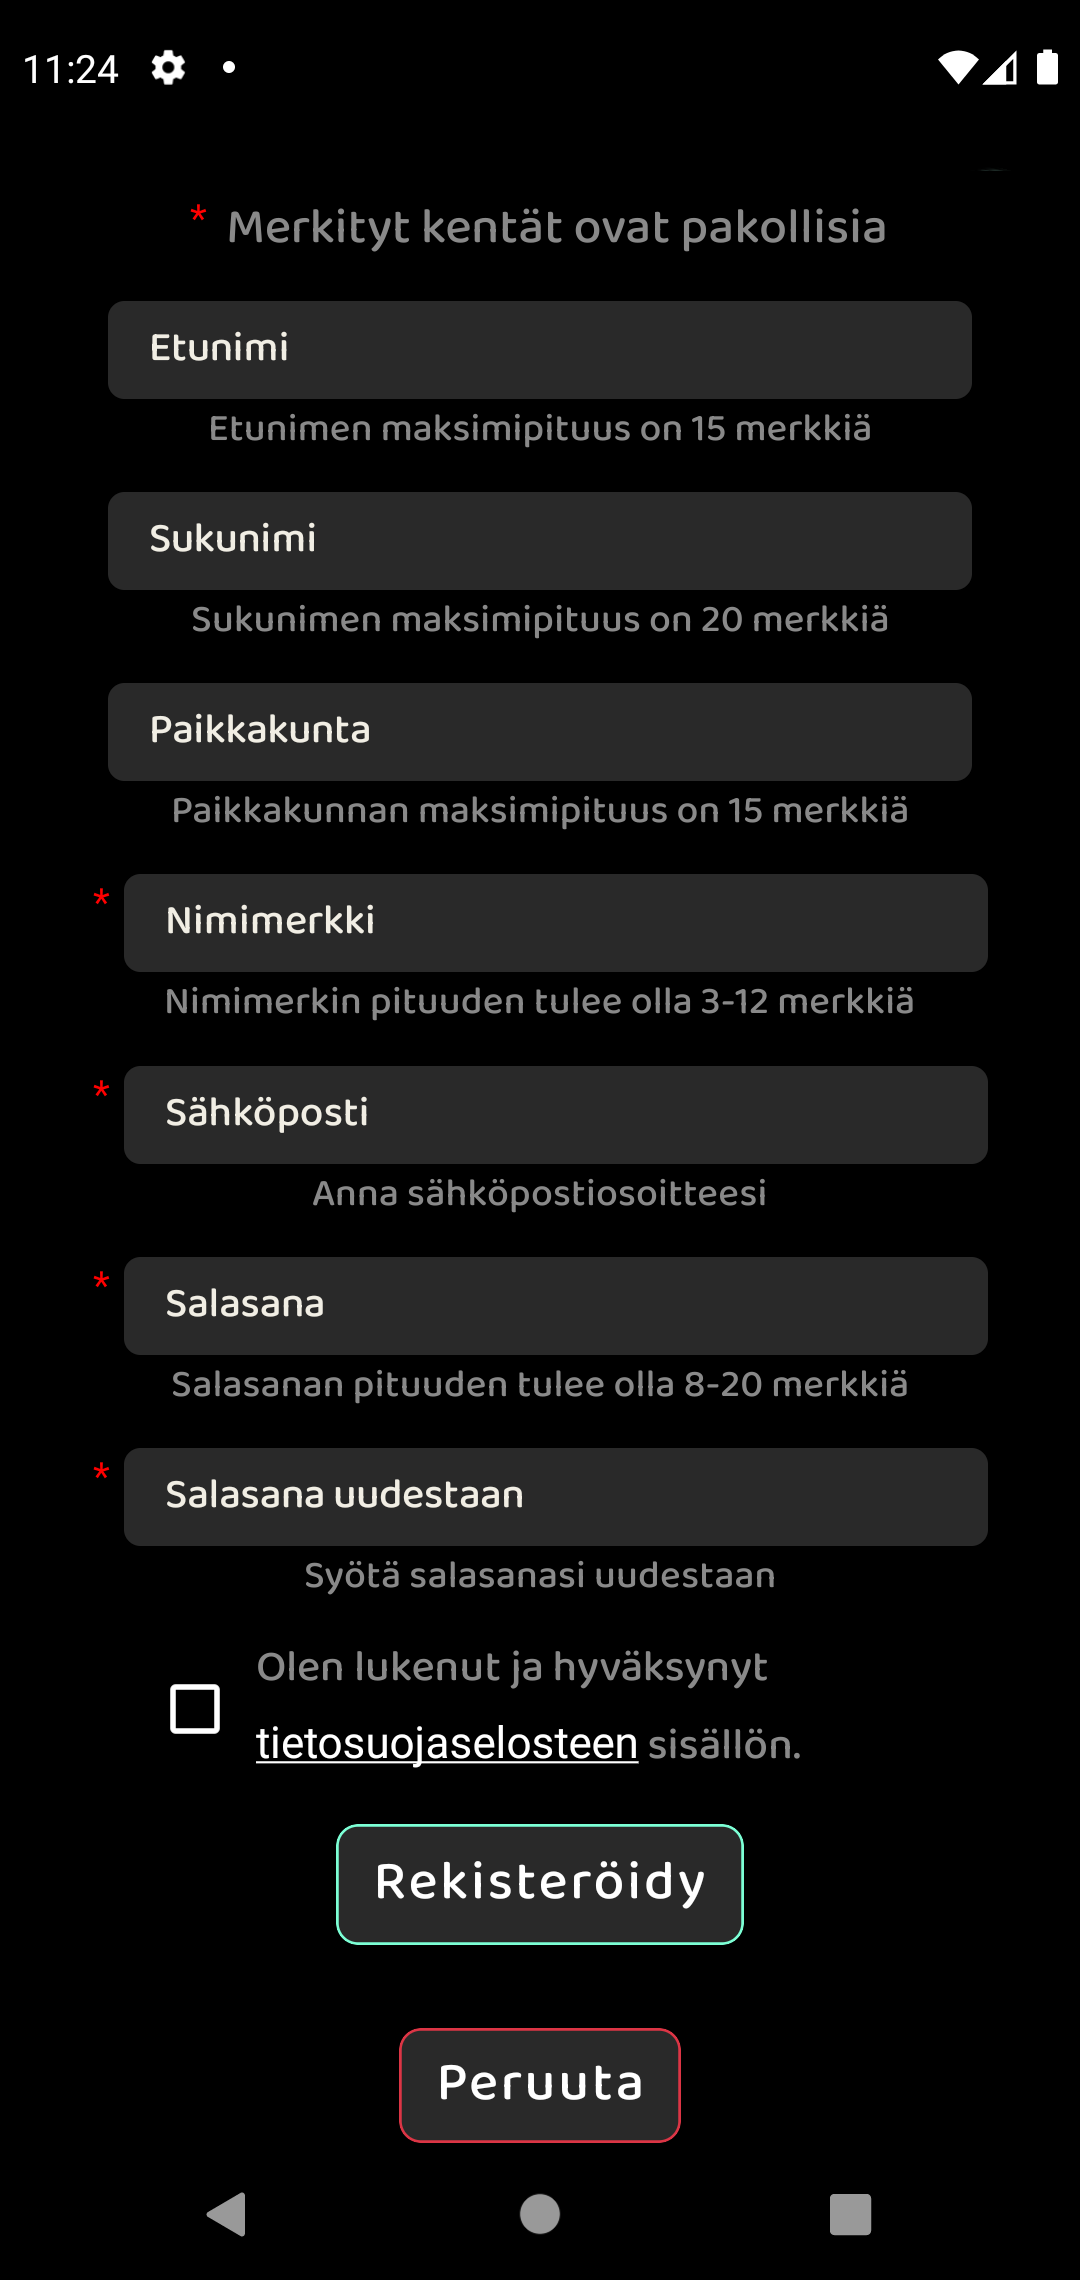 11:24
* Merkityt kentät ovat pakollisia
Etunimi
Etunimen maksimipituus on 15 merkkiä
Sukunimi
Sukunimen maksimipituus on 20 merkkiä
Paikkakunta
Paikkakunnan maksimipituus on 15 merkkiä
* Nimimerkki
Nimimerkin pituuden tulee olla 3-12 merkkiä
* Sähköposti
Anna sähköpostiosoitteesi
* Salasana
Salasanan pituuden tulee olla 8-20 merkkiä
* Salasana uudestaan
Syötä salasanasi uudestaan
Olen lukenut ja hyväksynyt
tietosuojaselosteen sisällön.
Rekisteröidy
Peruuta